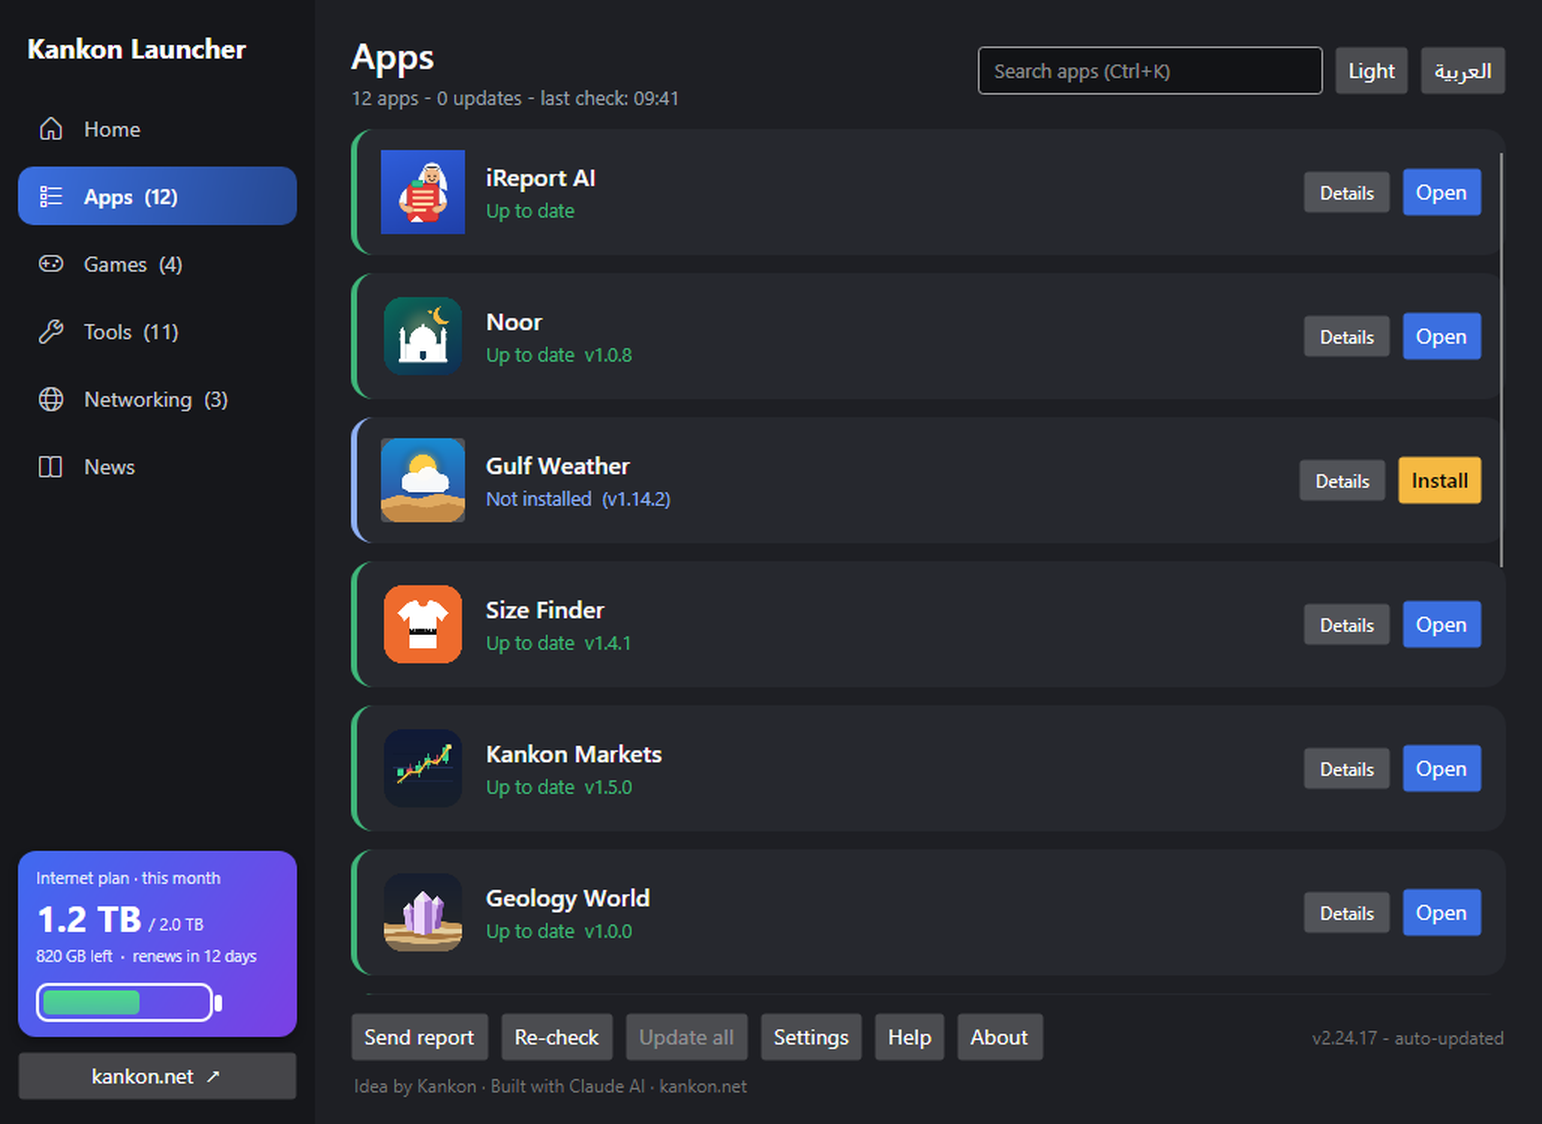 Kankon Launcher
Home
Apps (12)
Games (4)
Tools (11)
Networking (3)
News
Internet plan · this month
1.2 TB / 2.0 TB
820 GB left · renews in 12 days
kankon.net ↗
Apps
12 apps - 0 updates - last check: 09:41
Search apps (Ctrl+K)
Light
العربية
iReport AI
Up to date
Details
Open
Noor
Up to date v1.0.8
Details
Open
Gulf Weather
Not installed (v1.14.2)
Details
Install
Size Finder
Up to date v1.4.1
Details
Open
Kankon Markets
Up to date v1.5.0
Details
Open
Geology World
Up to date v1.0.0
Details
Open
Send report
Re-check
Update all
Settings
Help
About
v2.24.17 - auto-updated
Idea by Kankon · Built with Claude AI · kankon.net